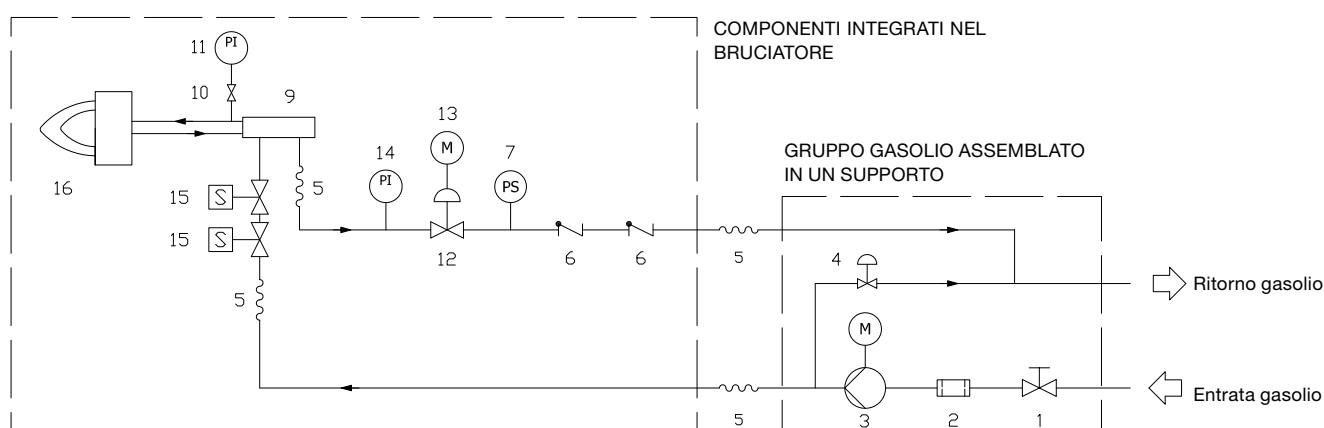 COMPONENTI INTEGRATI NEL
BRUCIATORE
11
PI
10
9
13
M
14
PI
7
PS
GRUPPO GASOLIO ASSEMBLATO
IN UN SUPPORTO
16
15
S
5
15
S
12
6
6
5
4
Ritorno gasolio
5
M
Entrata gasolio
5
3
2
1